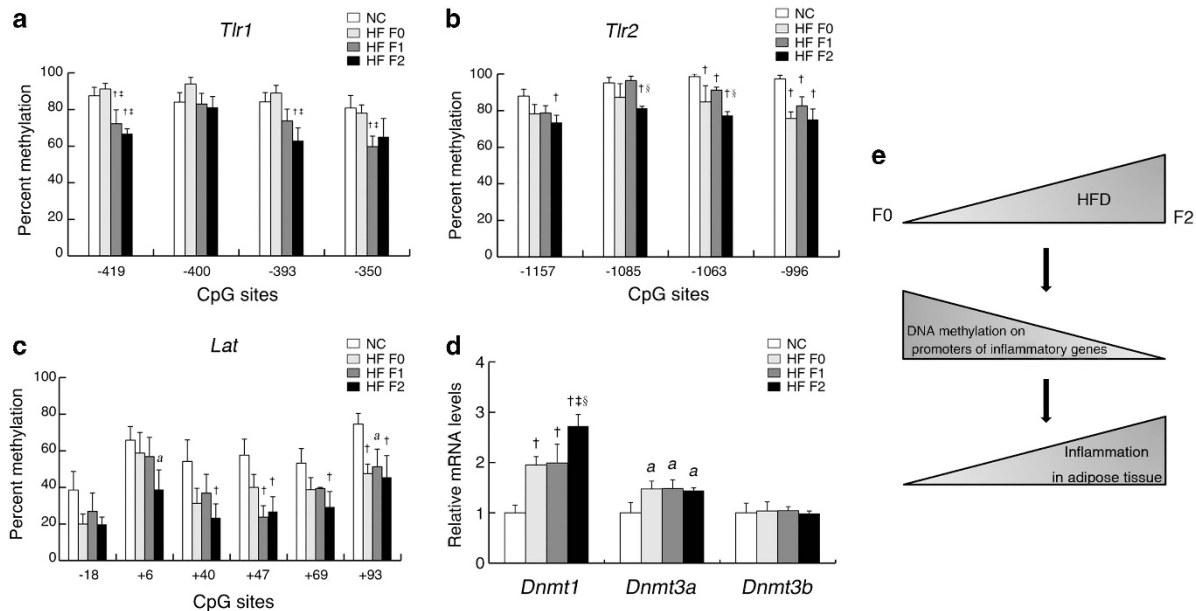 a
Tlr1
NC
HF F0
HF F1
HF F2
Percent methylation
100
80
60
40
20
0
†‡
†‡
†‡
†‡
-419
-400
-393
-350
CpG sites
b
Tlr2
NC
HF F0
HF F1
HF F2
Percent methylation
100
80
60
40
20
0
†
†§
†
†
†§
†
†
†
-1157
-1085
-1063
-996
CpG sites
c
Lat
NC
HF F0
HF F1
HF F2
Percent methylation
100
80
60
40
20
0
a
†
†
†
†
†
a
†
-18
+6
+40
+47
+69
+93
CpG sites
d
NC
HF F0
HF F1
HF F2
Relative mRNA levels
4
3
2
1
0
†
†
†‡§
a
a
a
Dnmt1
Dnmt3a
Dnmt3b
e
F0
HFD
F2
DNA methylation on
promoters of inflammatory genes
Inflammation
in adipose tissue